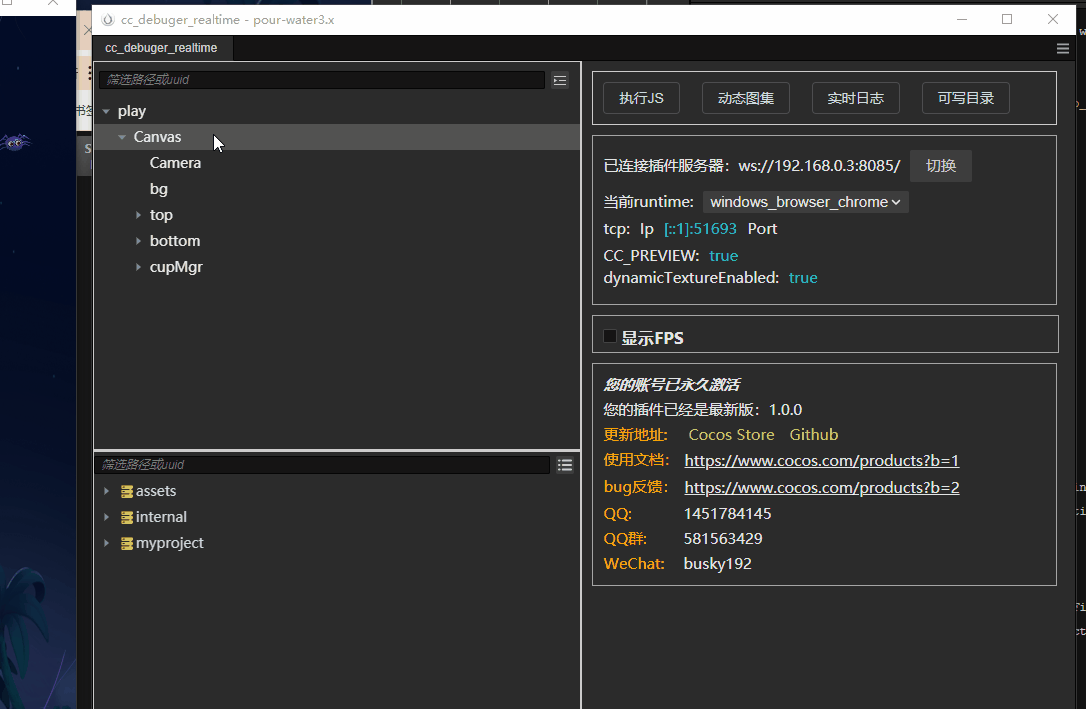 cc_debuger_realtime - pour-water3.x
cc_debuger_realtime
筛选路径或uuid
play
Canvas
Camera
bg
top
bottom
cupMgr
筛选路径或uuid
assets
internal
myproject
执行JS 动态图集 实时日志 可写目录
已连接插件服务器：ws://192.168.0.3:8085/ 切换
当前runtime: windows_browser_chrome
tcp: Ip [::1]:51693 Port
CC_PREVIEW: true
dynamicTextureEnabled: true
显示FPS
您的账号已永久激活
您的插件已经是最新版：1.0.0
更新地址: Cocos Store Github
使用文档: https://www.cocos.com/products?b=1
bug反馈: https://www.cocos.com/products?b=2
QQ: 1451784145
QQ群: 581563429
WeChat: busky192